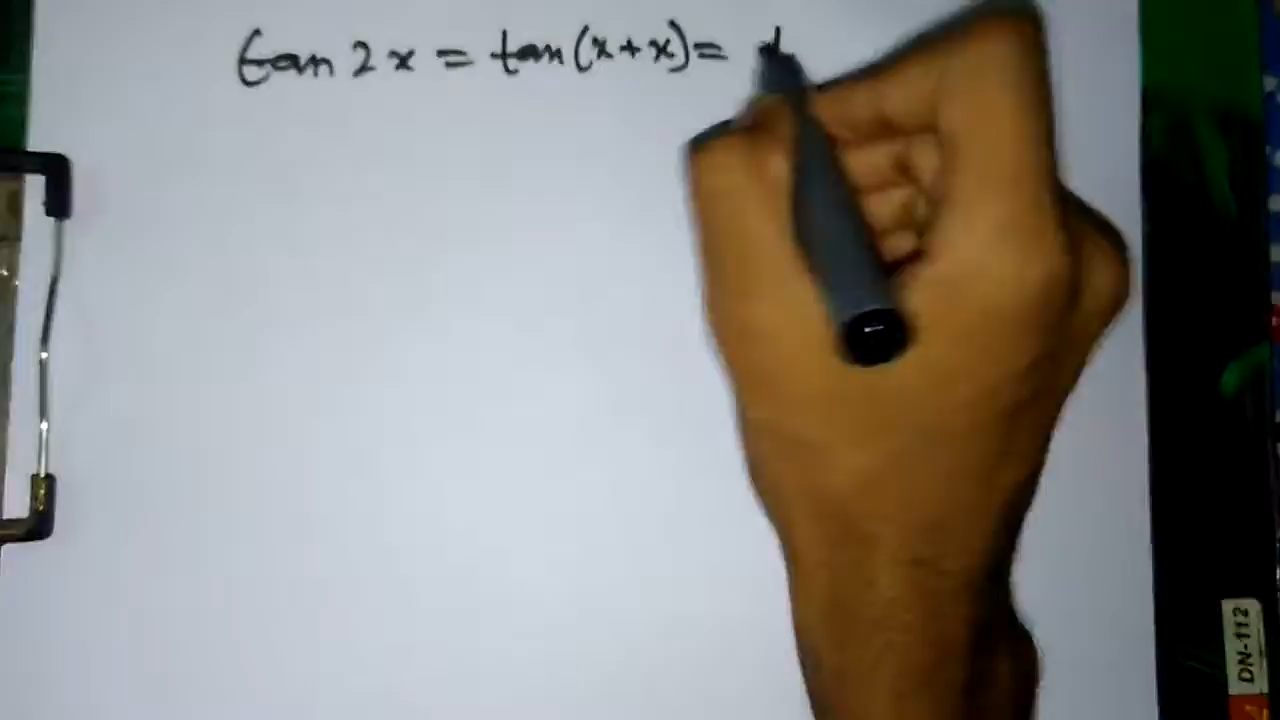 tan 2x = tan(x+x) =
DN-112